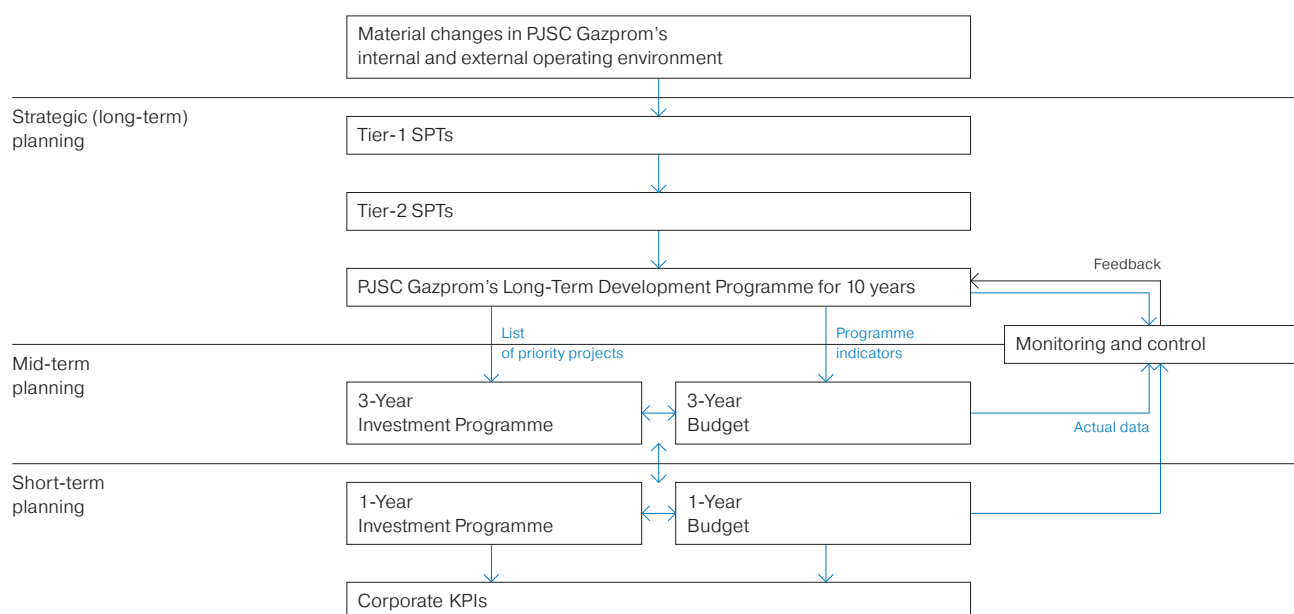 Material changes in PJSC Gazprom's
internal and external operating environment
Strategic (long-term)
planning
Tier-1 SPTs
Tier-2 SPTs
Feedback
PJSC Gazprom's Long-Term Development Programme for 10 years
List
of priority projects
Programme
indicators
Monitoring and control
Mid-term
planning
3-Year
Investment Programme
3-Year
Budget
Actual data
Short-term
planning
1-Year
Investment Programme
1-Year
Budget
Corporate KPIs